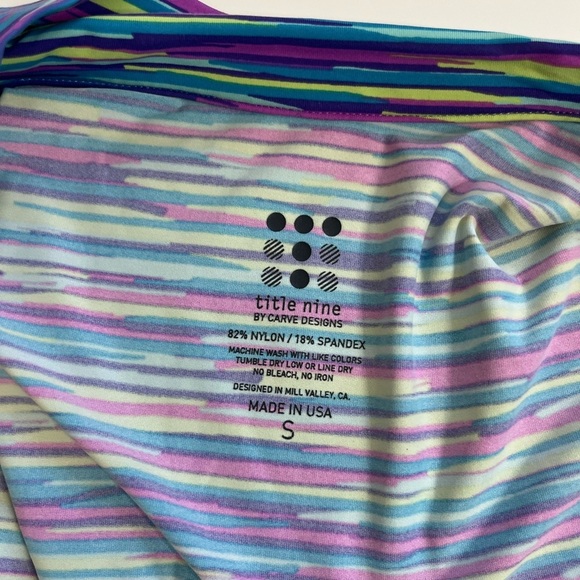 title nine
BY CARVE DESIGNS
82% NYLON / 18% SPANDEX
MACHINE WASH WITH LIKE COLORS
TUMBLE DRY LOW OR LINE DRY
NO BLEACH, NO IRON
DESIGNED IN MILL VALLEY, CA.
MADE IN USA
S